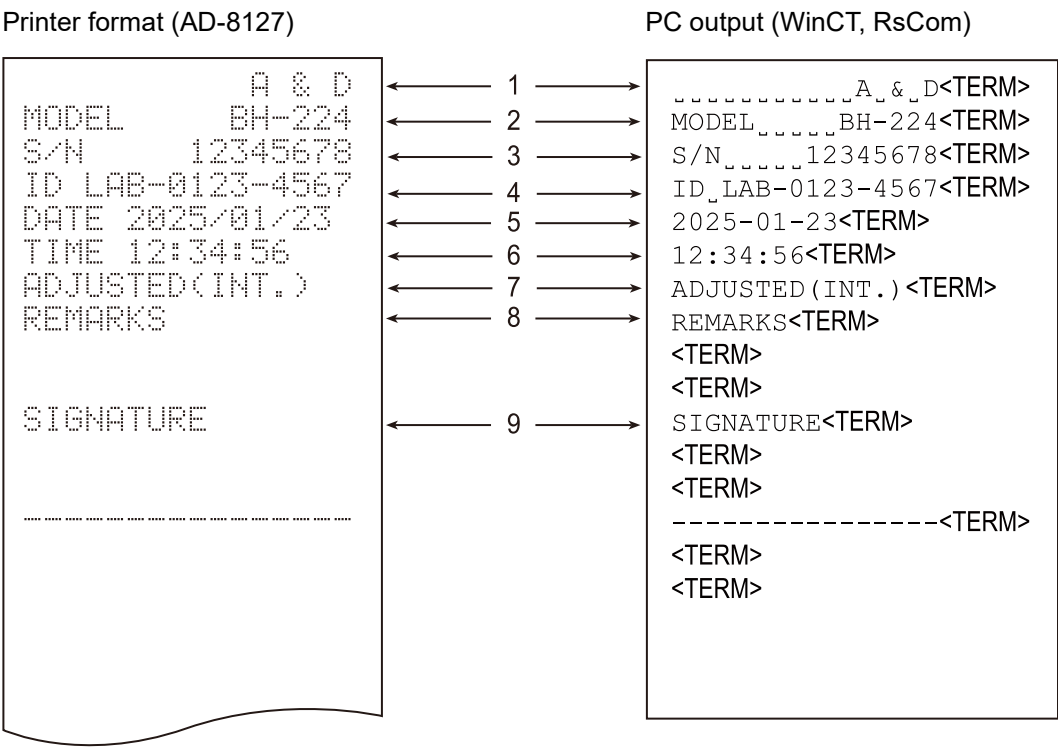 Printer format (AD-8127)
A & D
MODEL     BH-224
S/N     12345678
ID LAB-0123-4567
DATE 2025/01/23
TIME 12:34:56
ADJUSTED(INT.)
REMARKS
SIGNATURE
----------------
1
2
3
4
5
6
7
8
9
PC output (WinCT, RsCom)
␣␣␣␣␣␣␣␣␣␣␣A␣&␣D<TERM>
MODEL␣␣␣␣␣BH-224<TERM>
S/N␣␣␣␣␣12345678<TERM>
ID␣LAB-0123-4567<TERM>
2025-01-23<TERM>
12:34:56<TERM>
ADJUSTED(INT.)<TERM>
REMARKS<TERM>
<TERM>
<TERM>
SIGNATURE<TERM>
<TERM>
<TERM>
----------------<TERM>
<TERM>
<TERM>